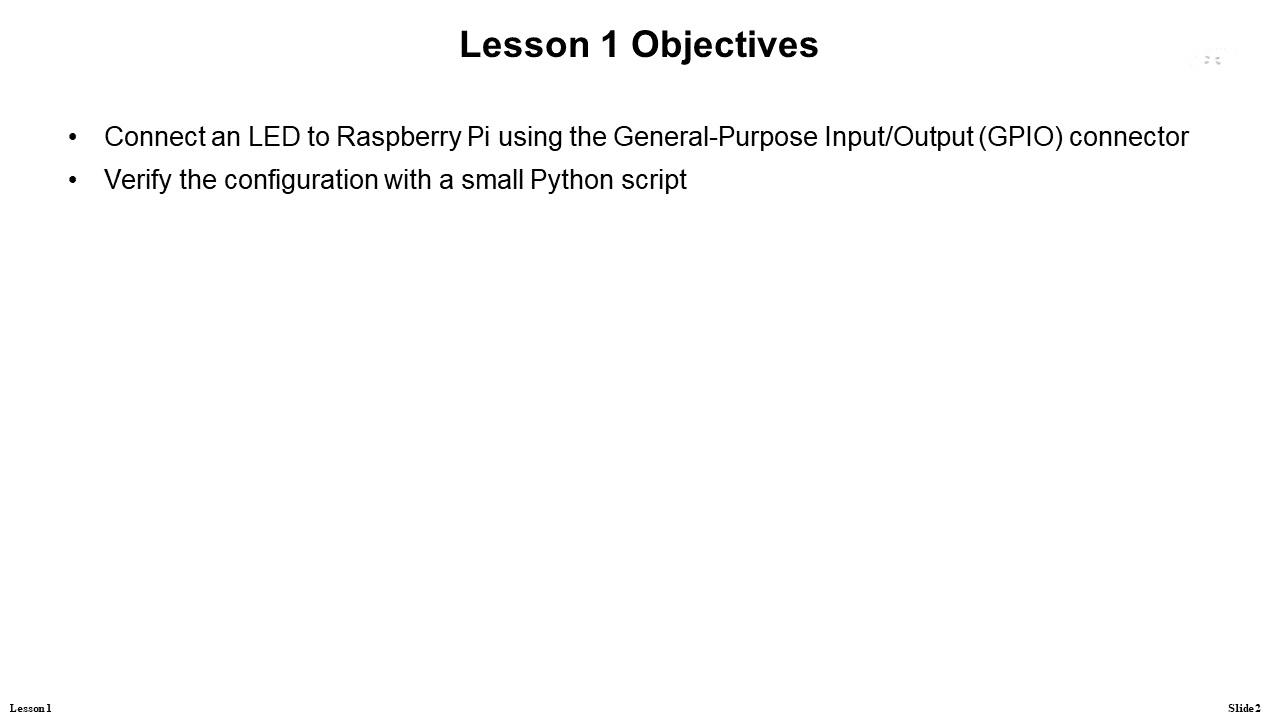 Lesson 1 Objectives
• Connect an LED to Raspberry Pi using the General-Purpose Input/Output (GPIO) connector
• Verify the configuration with a small Python script
Lesson 1
Slide 2